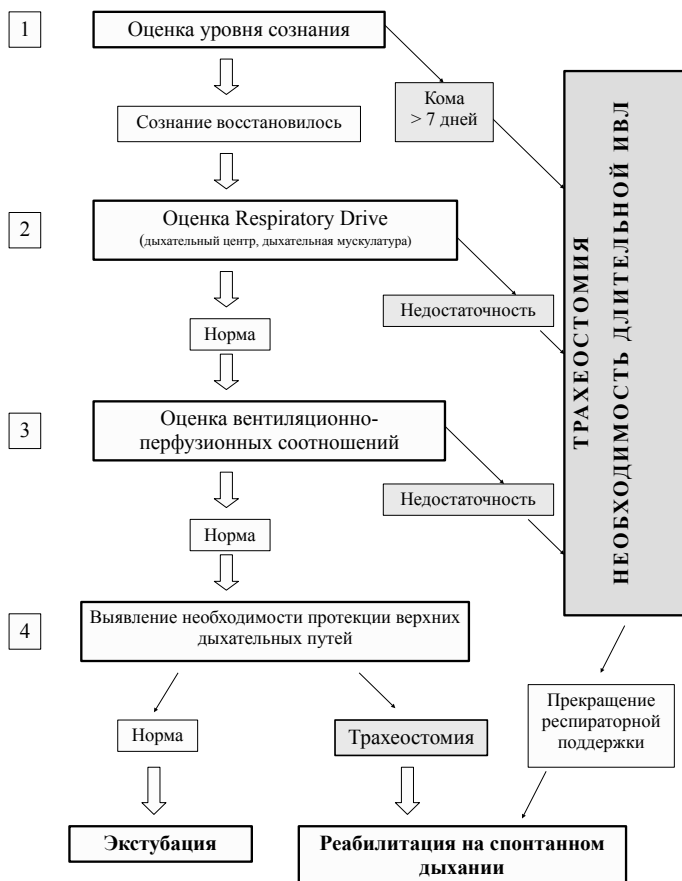 1
Оценка уровня сознания
Кома
> 7 дней
Сознание восстановилось
2
Оценка Respiratory Drive
(дыхательный центр, дыхательная мускулатура)
Недостаточность
Норма
3
Оценка вентиляционно-
перфузионных соотношений
Недостаточность
Норма
4
Выявление необходимости протекции верхних
дыхательных путей
ТРАХЕОСТОМИЯ
НЕОБХОДИМОСТЬ ДЛИТЕЛЬНОЙ ИВЛ
Норма
Трахеостомия
Прекращение
респираторной
поддержки
Экстубация
Реабилитация на спонтанном
дыхании